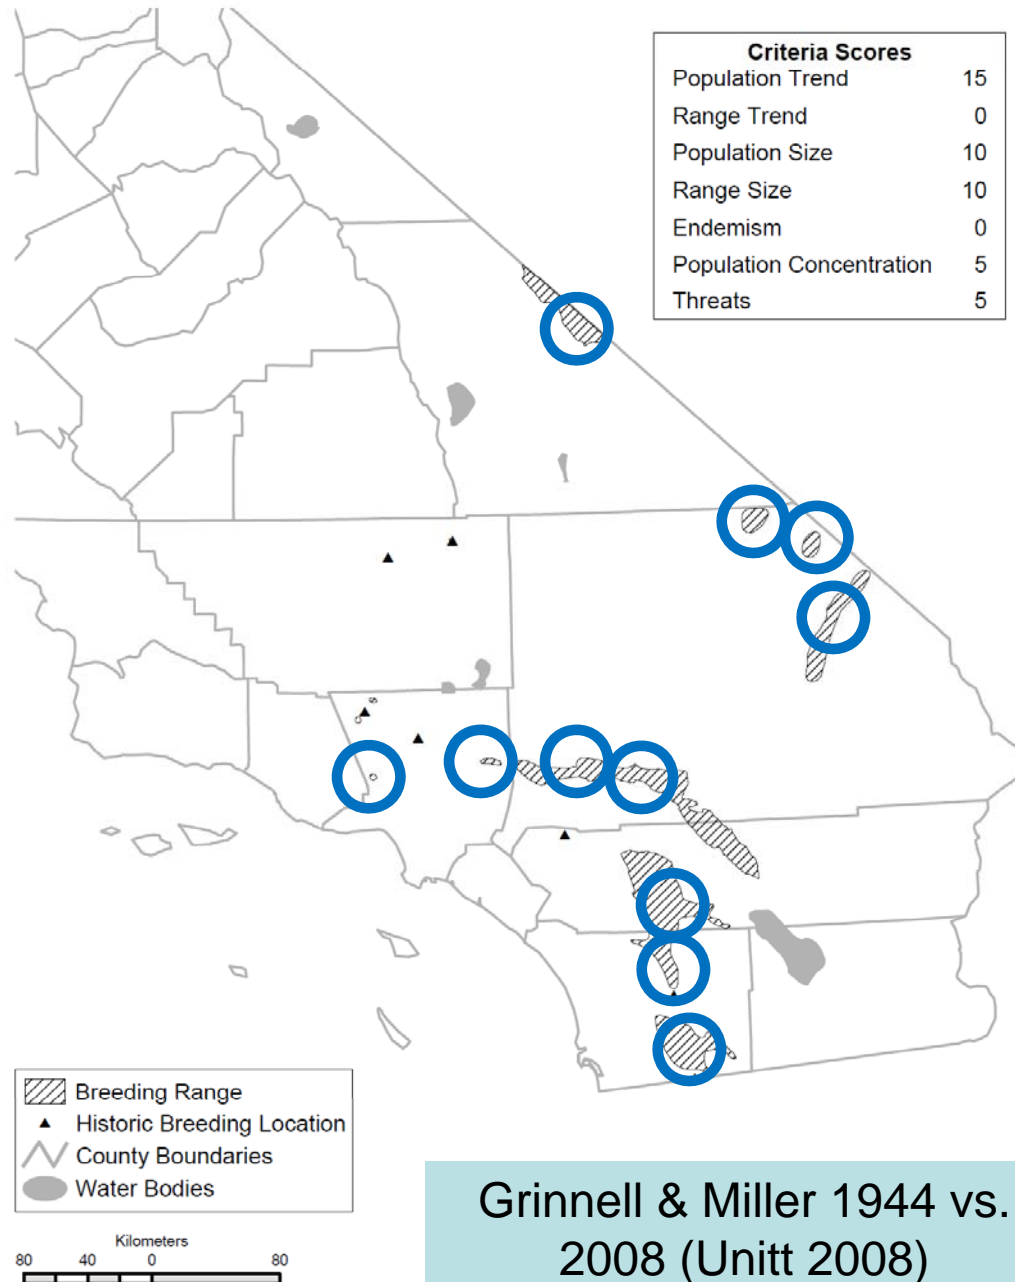 Criteria Scores
Population Trend 15
Range Trend 0
Population Size 10
Range Size 10
Endemism 0
Population Concentration 5
Threats 5
Breeding Range
Historic Breeding Location
County Boundaries
Water Bodies
Kilometers
80 40 0 80
Grinnell & Miller 1944 vs.
2008 (Unitt 2008)